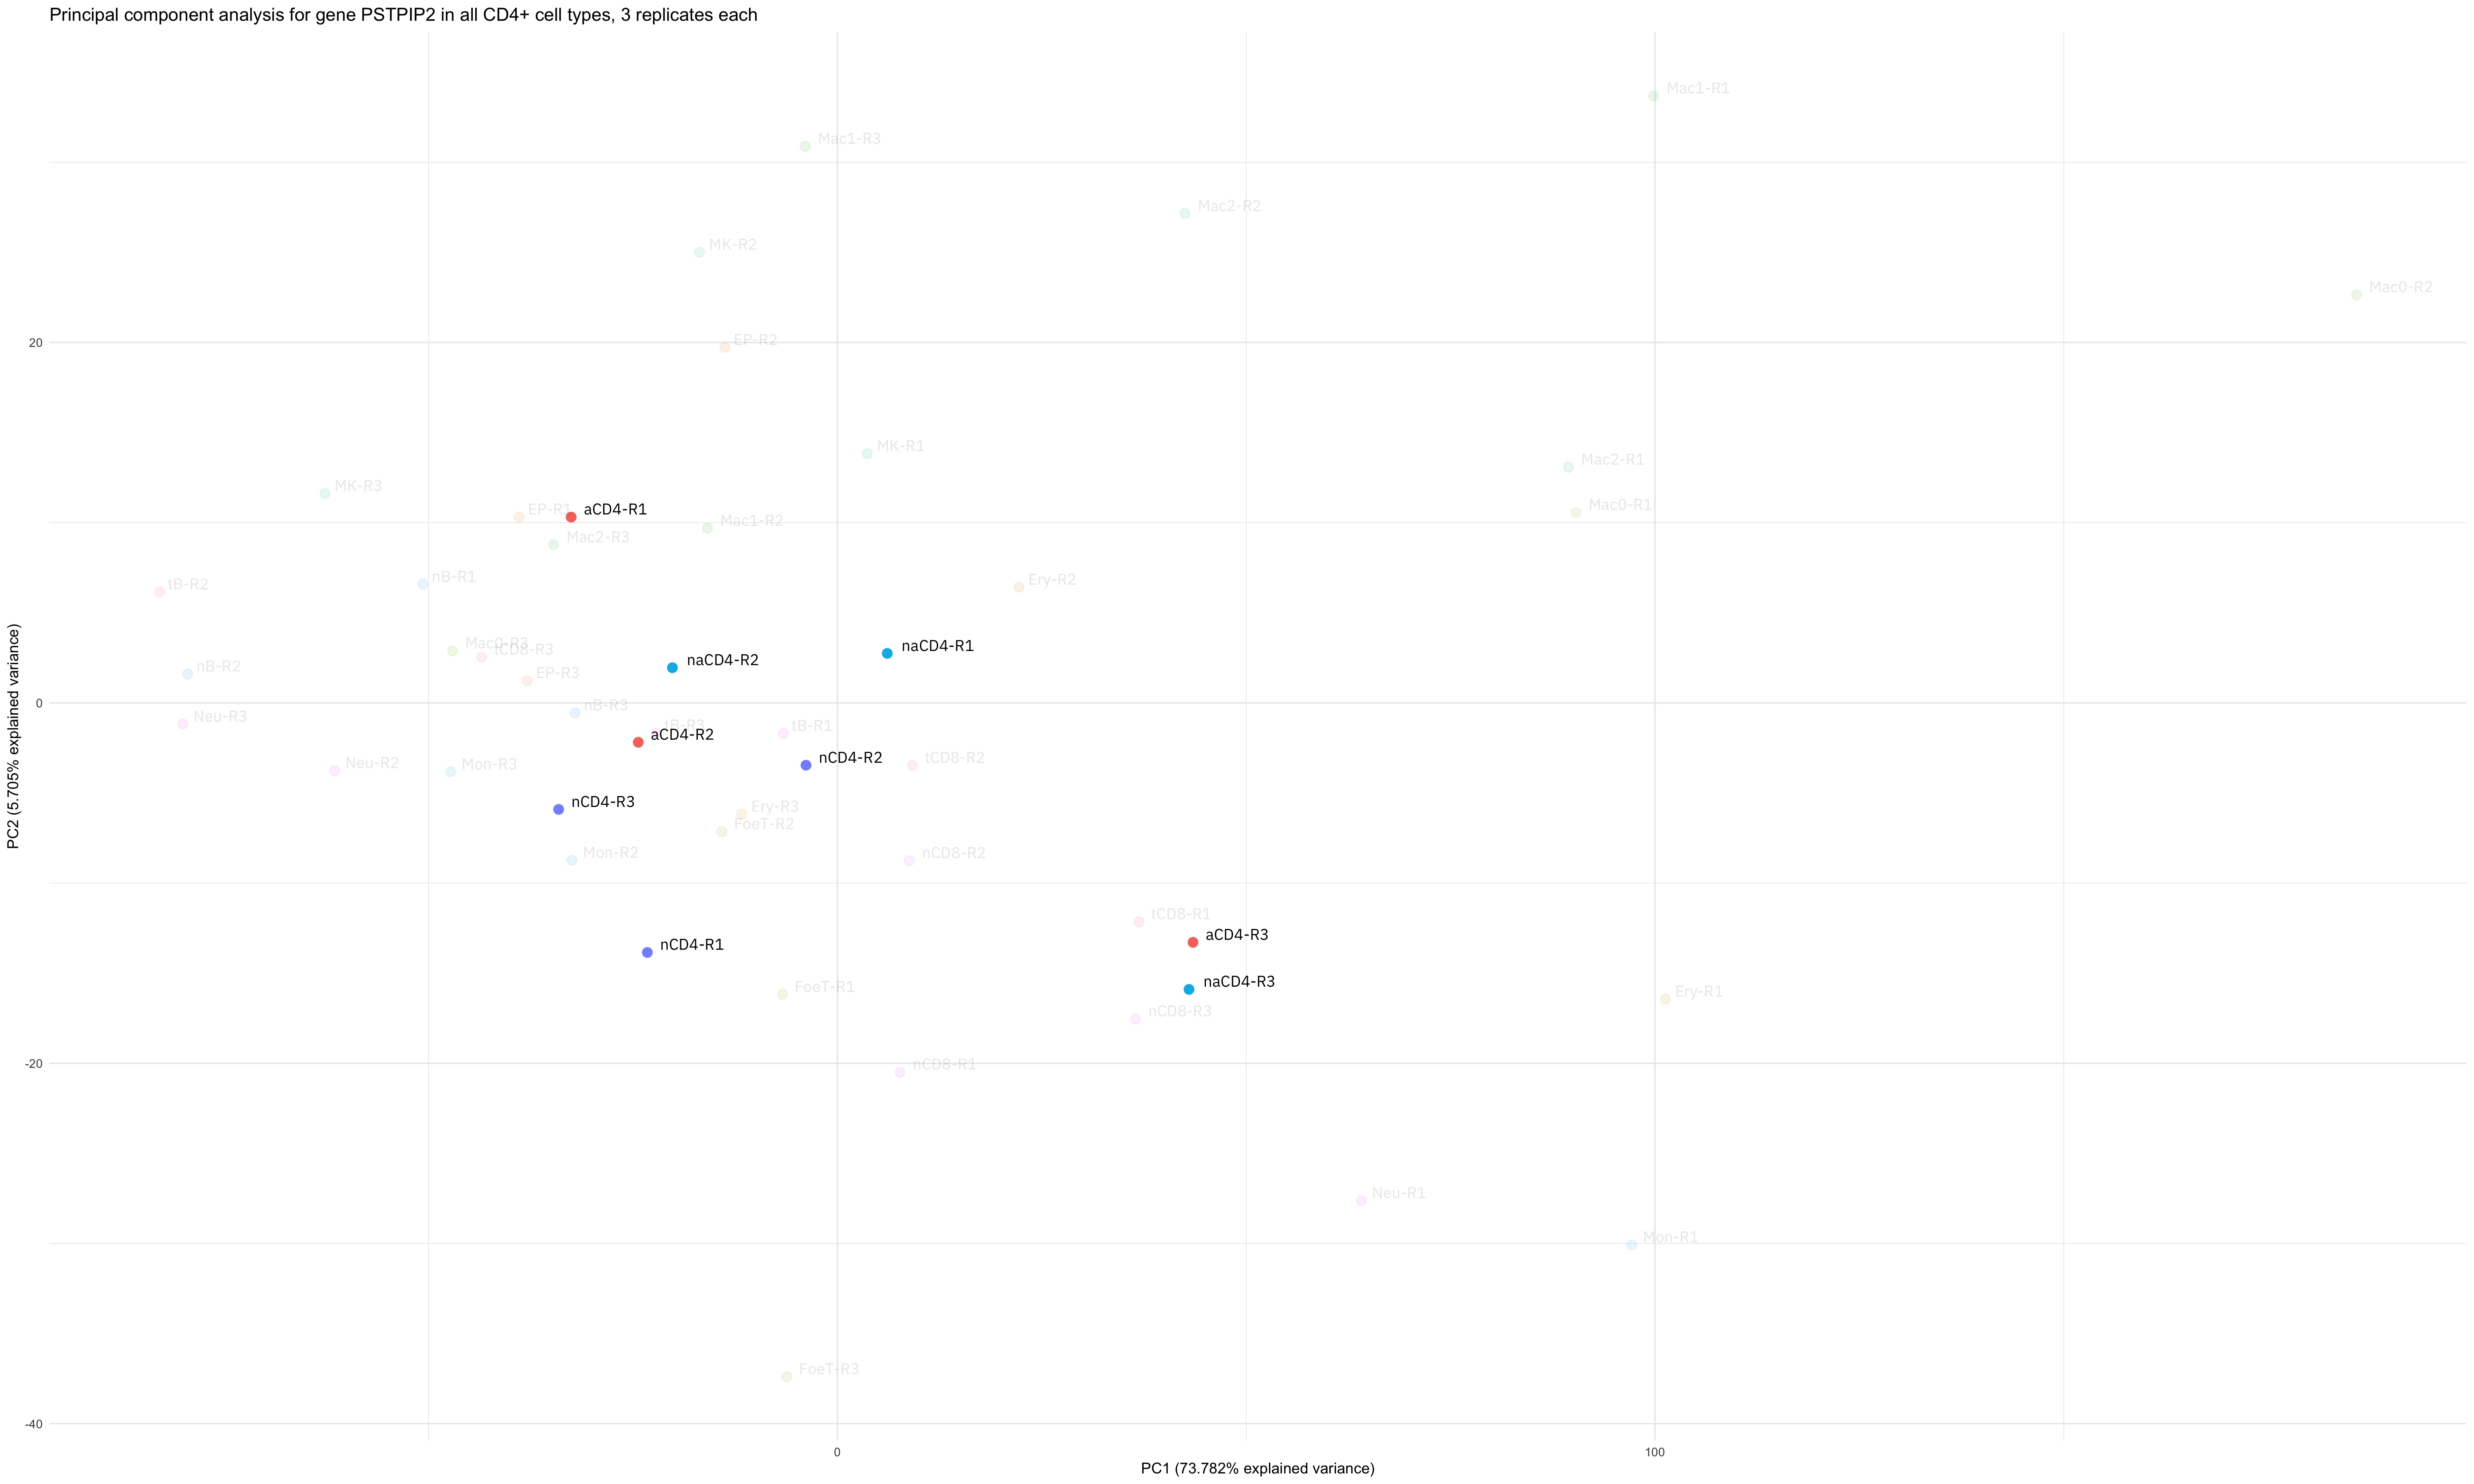 Principal component analysis for gene PSTPIP2 in all CD4+ cell types, 3 replicates each
Mac1-R1
Mac1-R3
Mac2-R2
MK-R2
Mac0-R2
EP-R2
20
MK-R1
Mac2-R1
MK-R3
Mac0-R1
EP-R1
aCD4-R1
Mac1-R2
Mac2-R3
nB-R1
Ery-R2
tB-R2
Mac0-R3
tCD8-R3
naCD4-R1
naCD4-R2
nB-R2
EP-R3
0
nB-R3
Neu-R3
tB-R3
tB-R1
aCD4-R2
nCD4-R2
tCD8-R2
Neu-R2
Mon-R3
nCD4-R3
Ery-R3
FoeT-R2
Mon-R2
nCD8-R2
tCD8-R1
aCD4-R3
nCD4-R1
naCD4-R3
FoeT-R1
Ery-R1
nCD8-R3
-20
nCD8-R1
Neu-R1
Mon-R1
FoeT-R3
-40
0
100
PC1 (73.782% explained variance)
PC2 (5.705% explained variance)